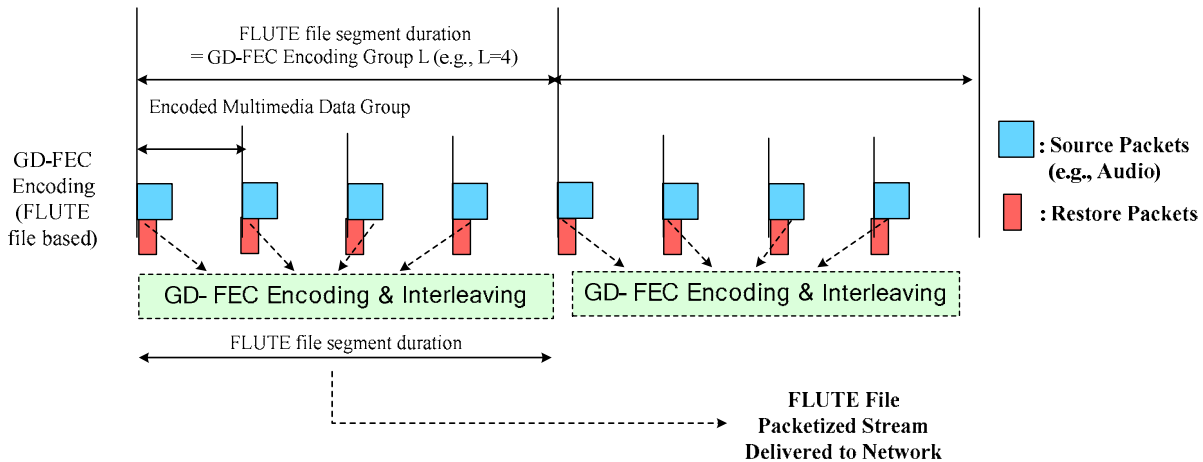 FLUTE file segment duration
= GD-FEC Encoding Group L (e.g., L=4)
Encoded Multimedia Data Group
GD-FEC
Encoding
(FLUTE
file based)
: Source Packets
(e.g., Audio)
: Restore Packets
GD- FEC Encoding & Interleaving
GD- FEC Encoding & Interleaving
FLUTE file segment duration
FLUTE File
Packetized Stream
Delivered to Network